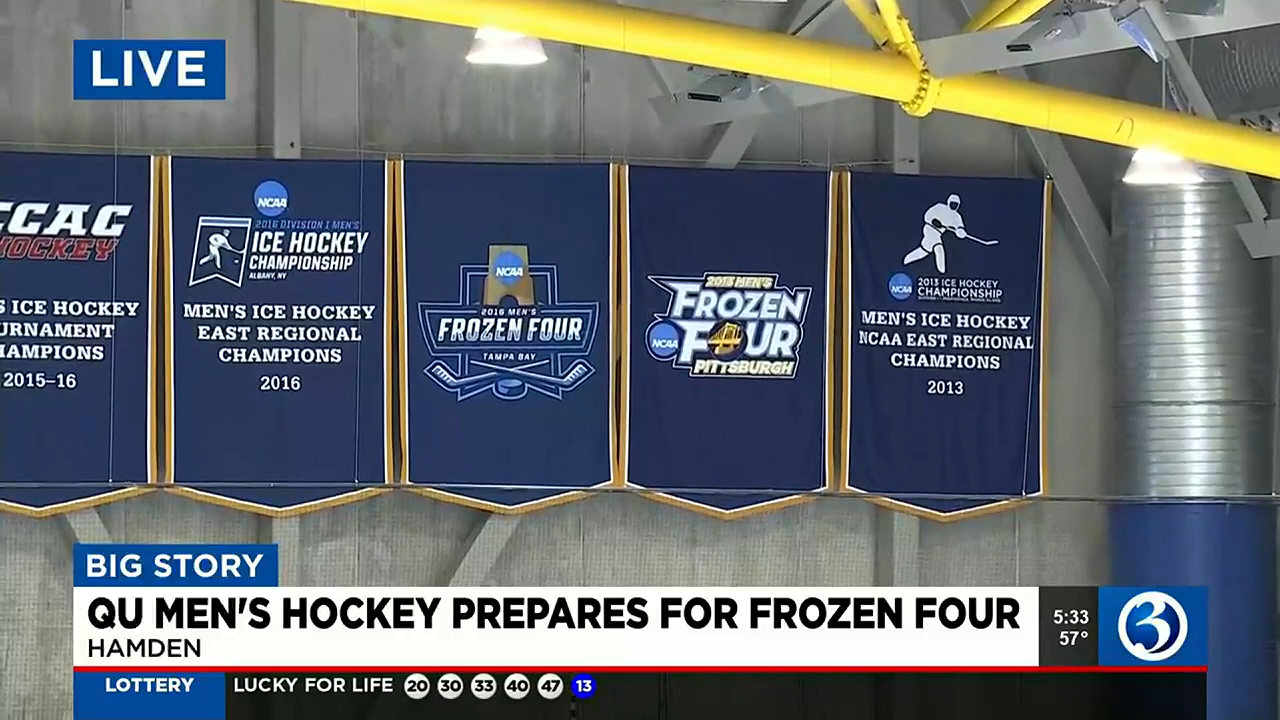 LIVE
CCAC
HOCKEY
S ICE HOCKEY
URNAMENT
HAMPIONS
2015–16
NCAA
2016 DIVISION I MEN'S
ICE HOCKEY
CHAMPIONSHIP
ALBANY, NY
MEN'S ICE HOCKEY
EAST REGIONAL
CHAMPIONS
2016
NCAA
2016 MEN'S
FROZEN FOUR
TAMPA BAY
2013 MEN'S
FROZEN
NCAA
FOUR
PITTSBURGH
NCAA
2013 ICE HOCKEY
CHAMPIONSHIP
MEN'S ICE HOCKEY
NCAA EAST REGIONAL
CHAMPIONS
2013
BIG STORY
QU MEN'S HOCKEY PREPARES FOR FROZEN FOUR
HAMDEN
5:33
57°
3
LOTTERY
LUCKY FOR LIFE 20 30 33 40 47 13